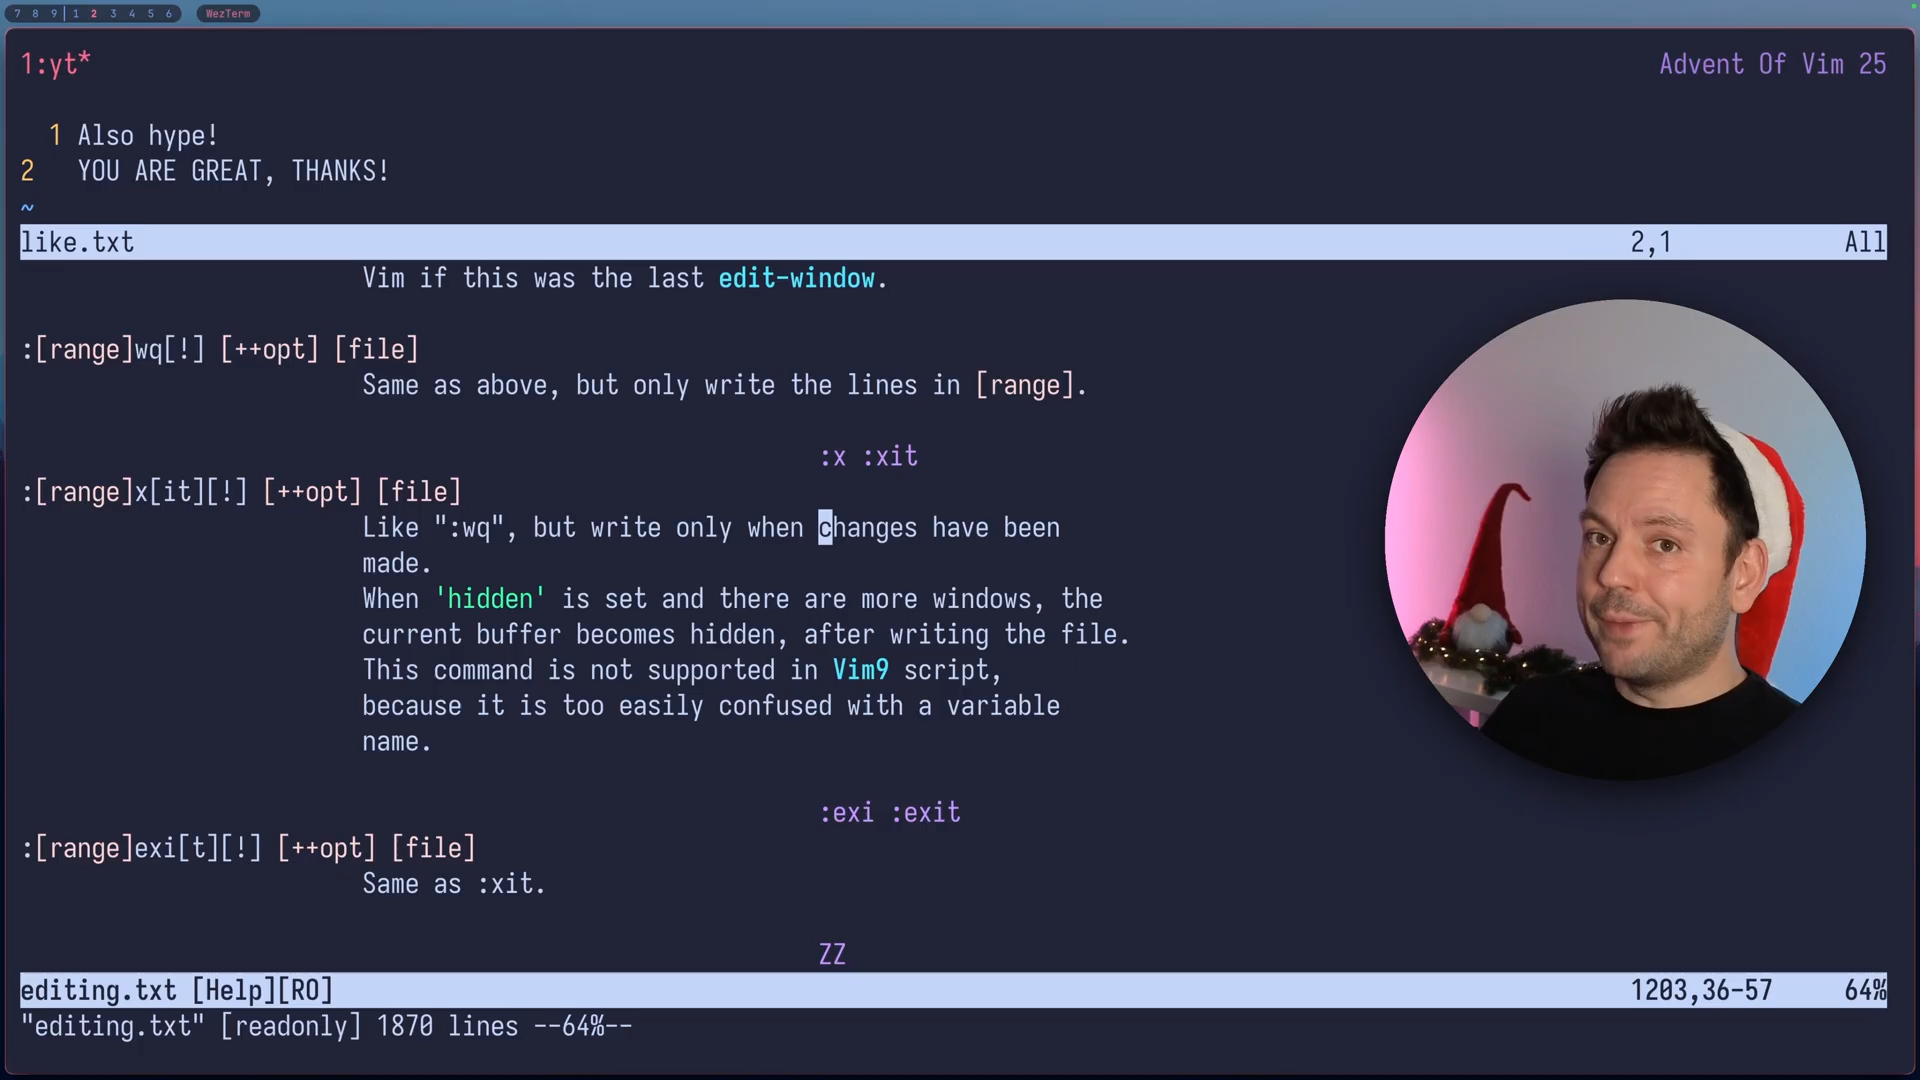 7 8 9 1 2 3 4 5 6 WezTerm
1:yt* Advent Of Vim 25
1 Also hype!
2 YOU ARE GREAT, THANKS!
~
like.txt 2,1 All
Vim if this was the last edit-window.
:[range]wq[!] [++opt] [file]
Same as above, but only write the lines in [range].
:x :xit
:[range]x[it][!] [++opt] [file]
Like ":wq", but write only when changes have been
made.
When 'hidden' is set and there are more windows, the
current buffer becomes hidden, after writing the file.
This command is not supported in Vim9 script,
because it is too easily confused with a variable
name.
:exi :exit
:[range]exi[t][!] [++opt] [file]
Same as :xit.
ZZ
editing.txt [Help][RO] 1203,36-57 64%
"editing.txt" [readonly] 1870 lines --64%--